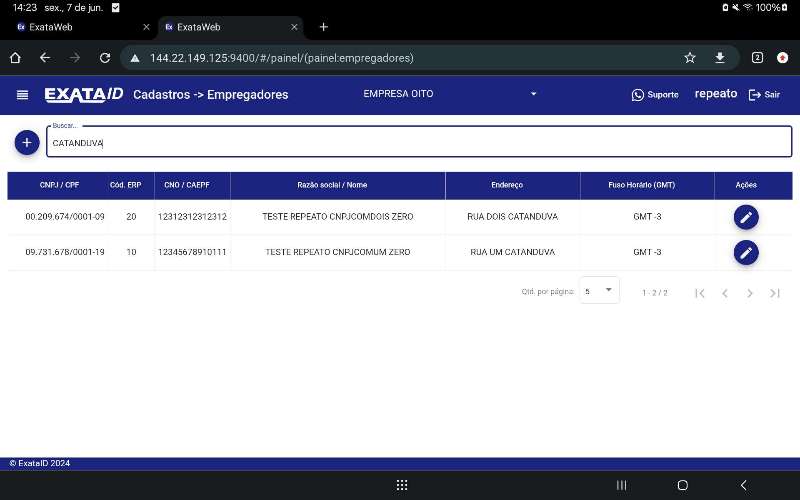 14:23 sex., 7 de jun. 100%
ExataWeb ExataWeb
144.22.149.125:9400/#/painel/(painel:empregadores) 2
EXATAID Cadastros -> Empregadores EMPRESA OITO Suporte repeato Sair
Buscar...
CATANDUVA
CNPJ / CPF Cód. ERP CNO / CAEPF Razão social / Nome Endereço Fuso Horário (GMT) Ações
00.209.674/0001-09 20 12312312312312 TESTE REPEATO CNPJCOMDOIS ZERO RUA DOIS CATANDUVA GMT -3
09.731.678/0001-19 10 12345678910111 TESTE REPEATO CNPJCOMUM ZERO RUA UM CATANDUVA GMT -3
Qtd. por página: 5 1 - 2 / 2
© ExataID 2024